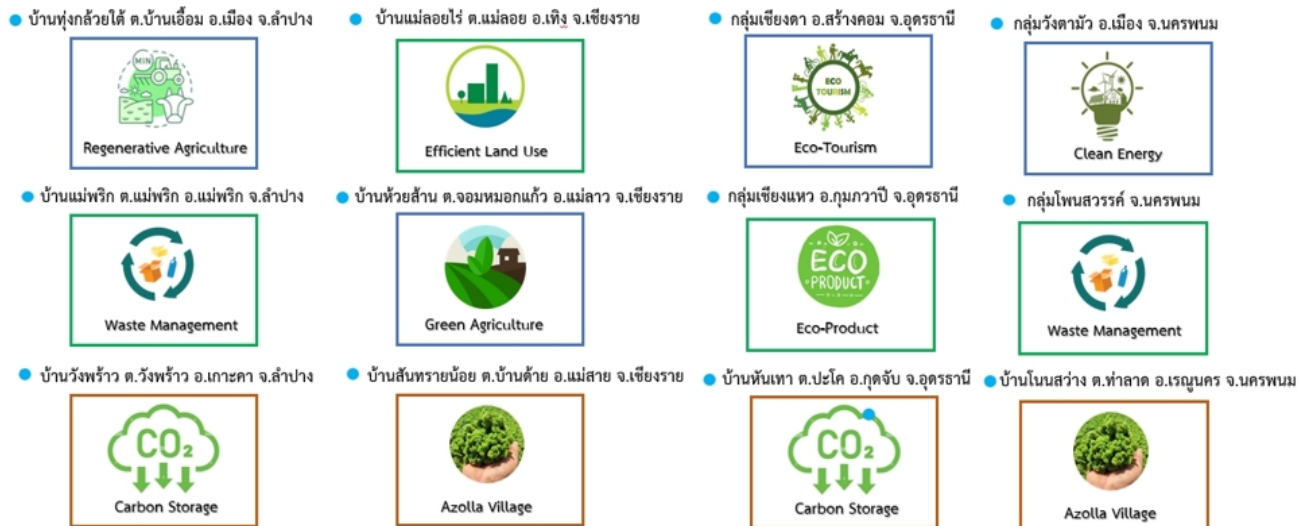 บ้านทุ่งกล้วยใต้ ต.บ้านเอื้อม อ.เมือง จ.ลำปาง
บ้านแม่ลอยไร่ ต.แม่ลอย อ.เทิง จ.เชียงราย
กลุ่มเชียงดา อ.สร้างคอม จ.อุดรธานี
กลุ่มวังตามัว อ.เมือง จ.นครพนม
MIN
Regenerative Agriculture
Efficient Land Use
ECO
TOURISM
Eco-Tourism
Clean Energy
บ้านแม่พริก ต.แม่พริก อ.แม่พริก จ.ลำปาง
บ้านห้วยส้าน ต.จอมหมอกแก้ว อ.แม่ลาว จ.เชียงราย
กลุ่มเชียงแหว อ.กุมภวาปี จ.อุดรธานี
กลุ่มโพนสวรรค์ จ.นครพนม
Waste Management
Green Agriculture
ECO
PRODUCT
Eco-Product
Waste Management
บ้านวังพร้าว ต.วังพร้าว อ.เกาะคา จ.ลำปาง
บ้านสันทรายน้อย ต.บ้านด้าย อ.แม่สาย จ.เชียงราย
บ้านหันเทา ต.ปะโค อ.กุดจับ จ.อุดรธานี
บ้านโนนสว่าง ต.ท่าลาด อ.เรณูนคร จ.นครพนม
CO₂
Carbon Storage
Azolla Village
CO₂
Carbon Storage
Azolla Village